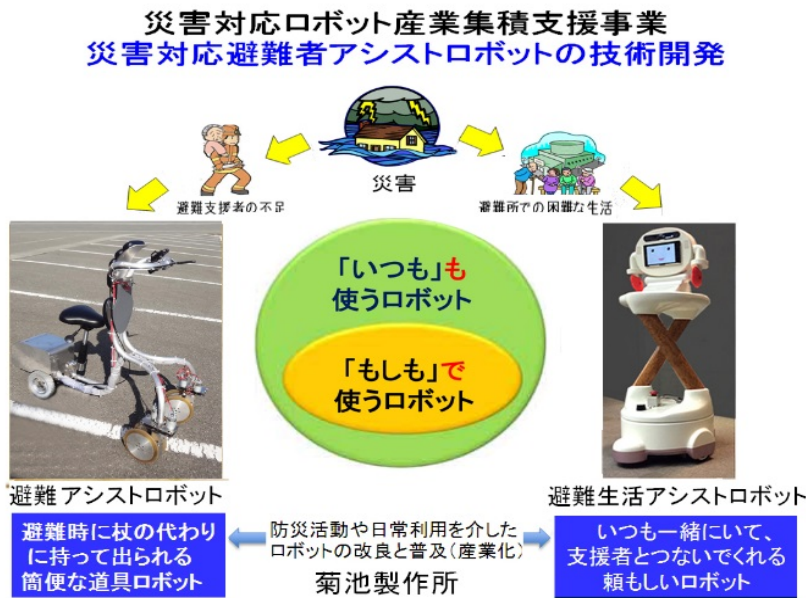 災害対応ロボット産業集積支援事業
災害対応避難者アシストロボットの技術開発
災害
避難支援者の不足
避難所での困難な生活
「いつも」も
使うロボット
「もしも」で
使うロボット
避難アシストロボット
避難生活アシストロボット
避難時に杖の代わり
に持って出られる
簡便な道具ロボット
防災活動や日常利用を介した
ロボットの改良と普及(産業化)
菊池製作所
いつも一緒にいて、
支援者とつないでくれる
頼もしいロボット